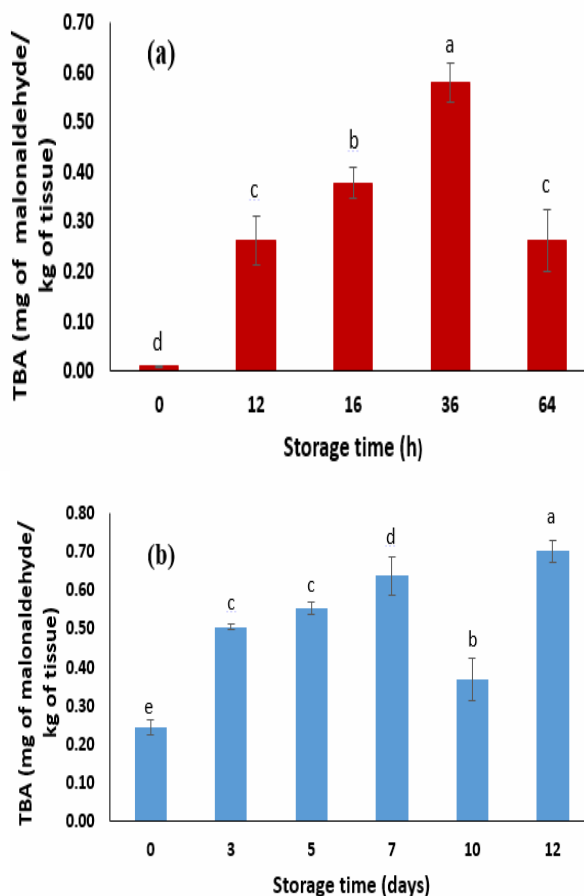 (a)
TBA (mg of malonaldehyde/
kg of tissue)
0.70
0.60
0.50
0.40
0.30
0.20
0.10
0.00
d
c
b
a
c
0 12 16 36 64
Storage time (h)
(b)
TBA (mg of malonaldehyde/
kg of tissue)
0.80
0.70
0.60
0.50
0.40
0.30
0.20
0.10
0.00
e
c
c
d
b
a
0 3 5 7 10 12
Storage time (days)